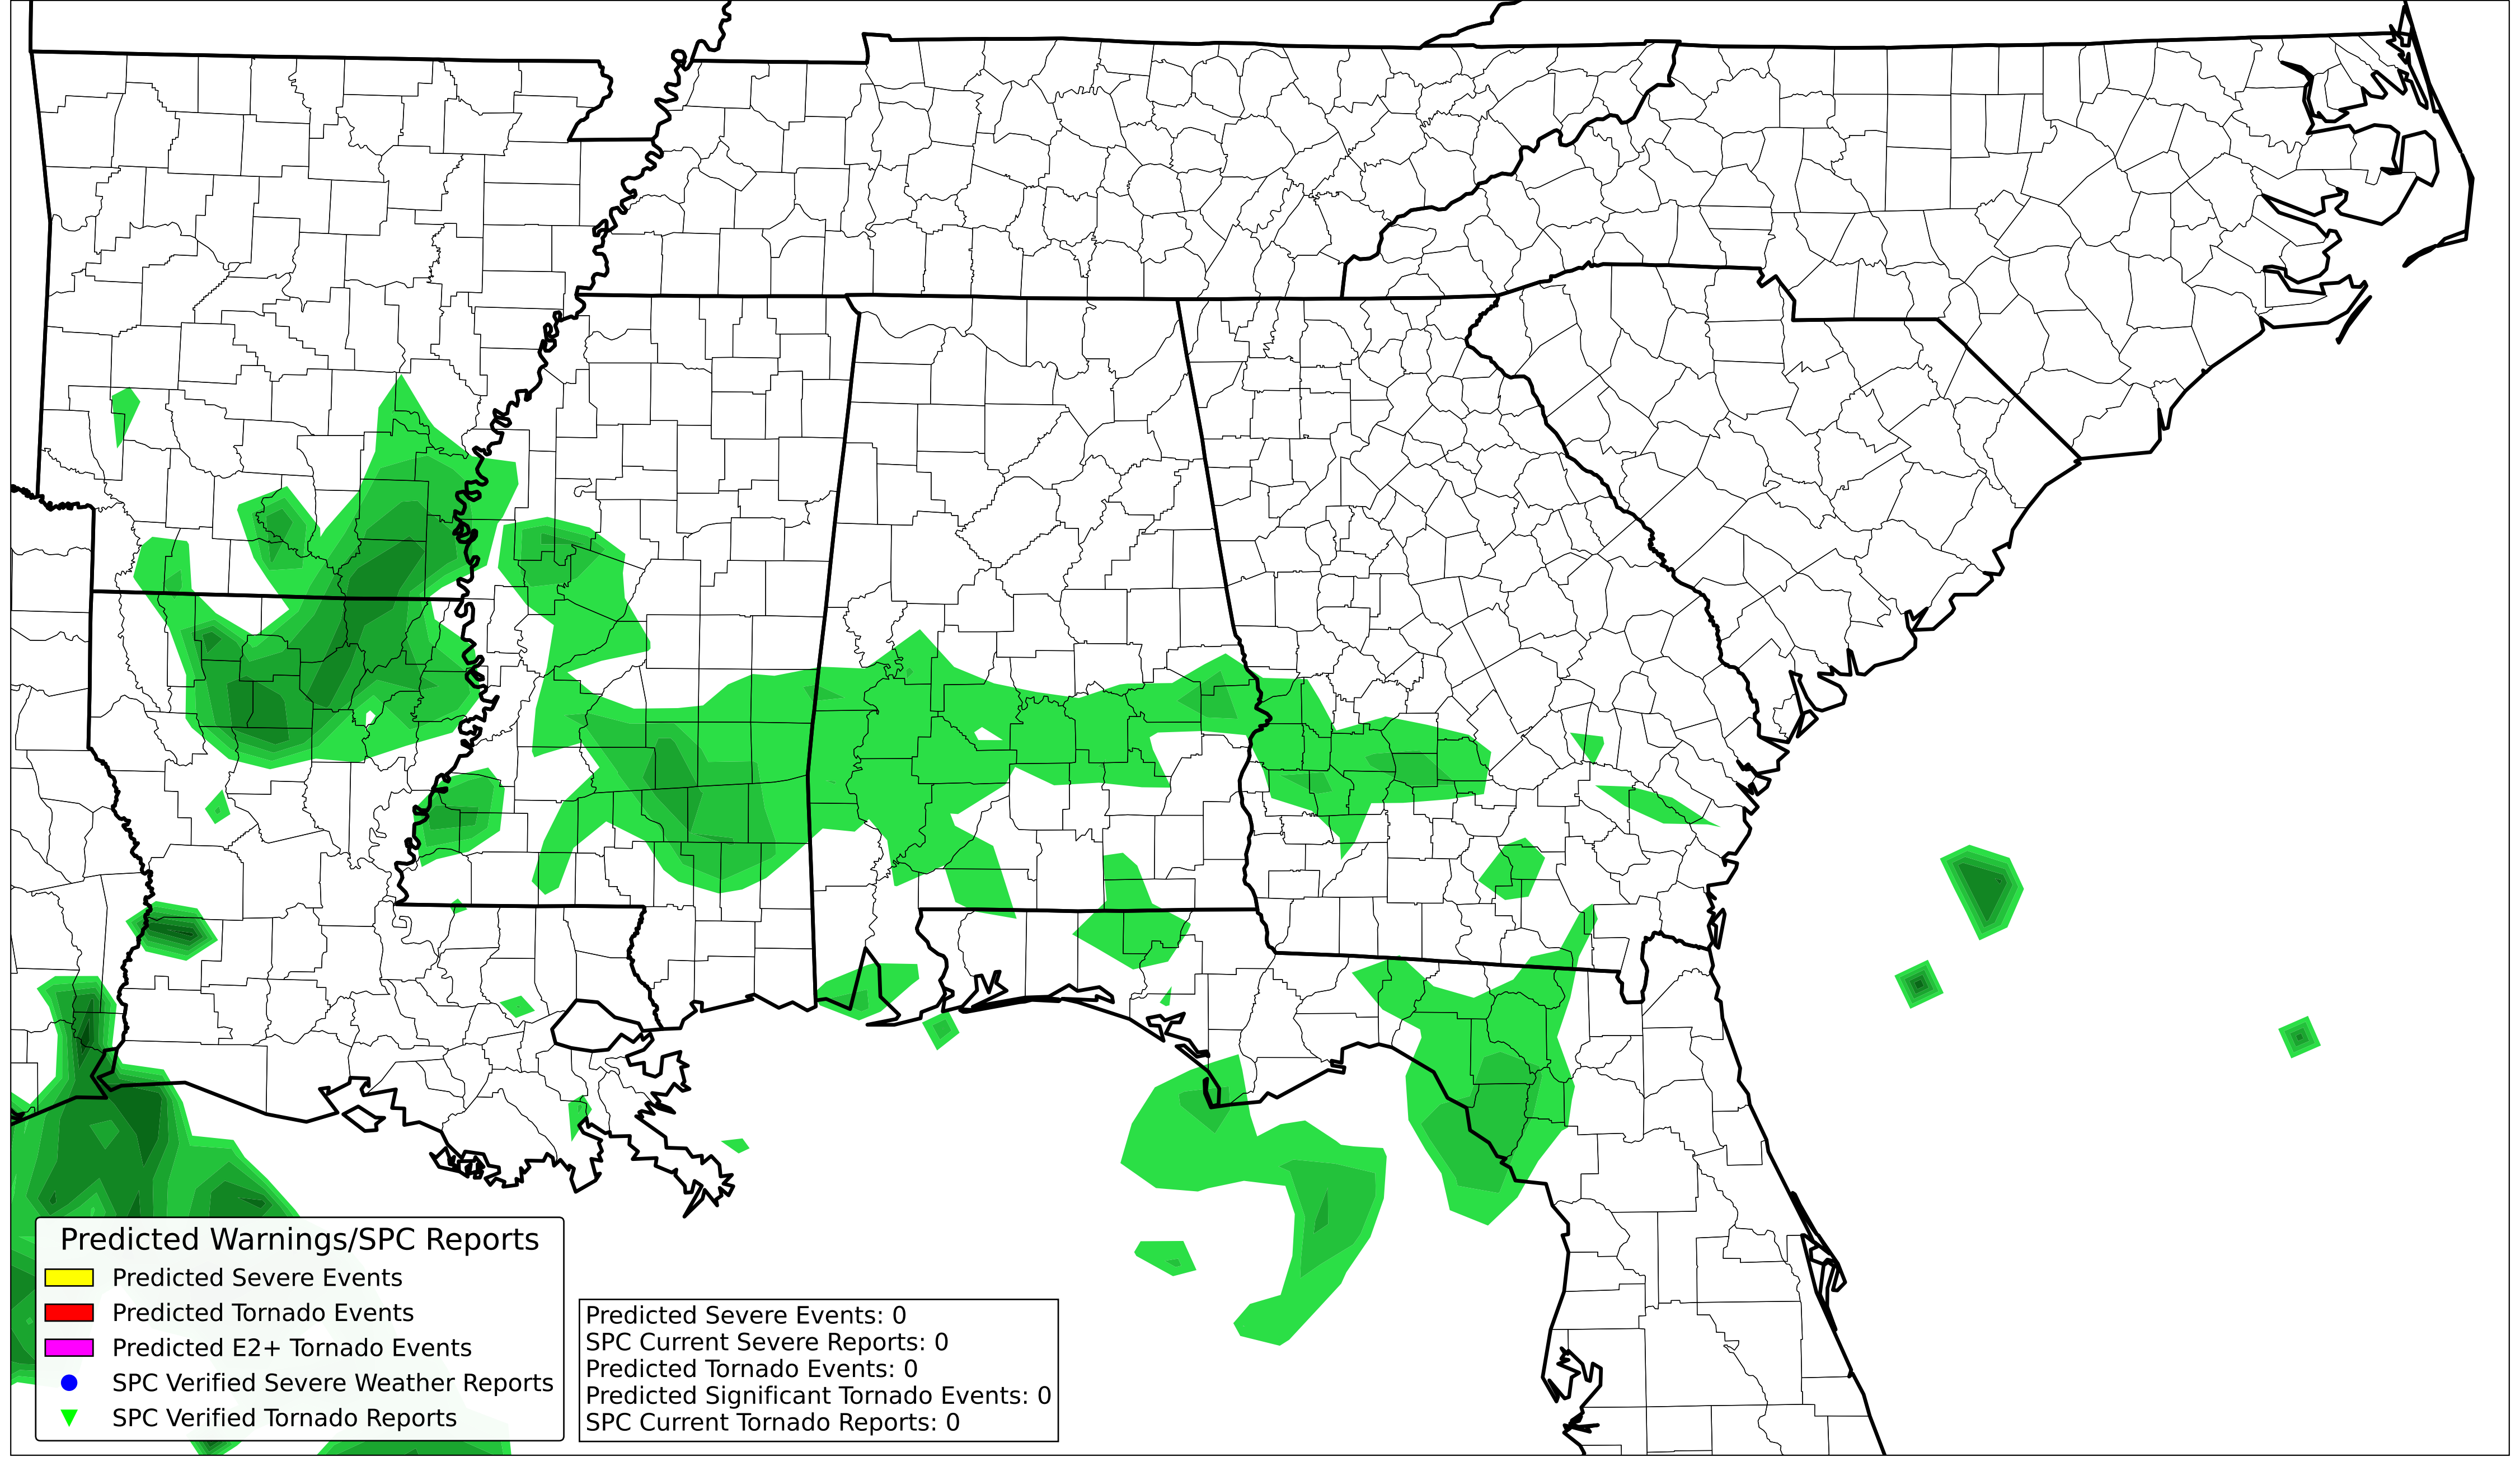 Predicted Warnings/SPC Reports
Predicted Severe Events
Predicted Tornado Events
Predicted E2+ Tornado Events
SPC Verified Severe Weather Reports
SPC Verified Tornado Reports
Predicted Severe Events: 0
SPC Current Severe Reports: 0
Predicted Tornado Events: 0
Predicted Significant Tornado Events: 0
SPC Current Tornado Reports: 0